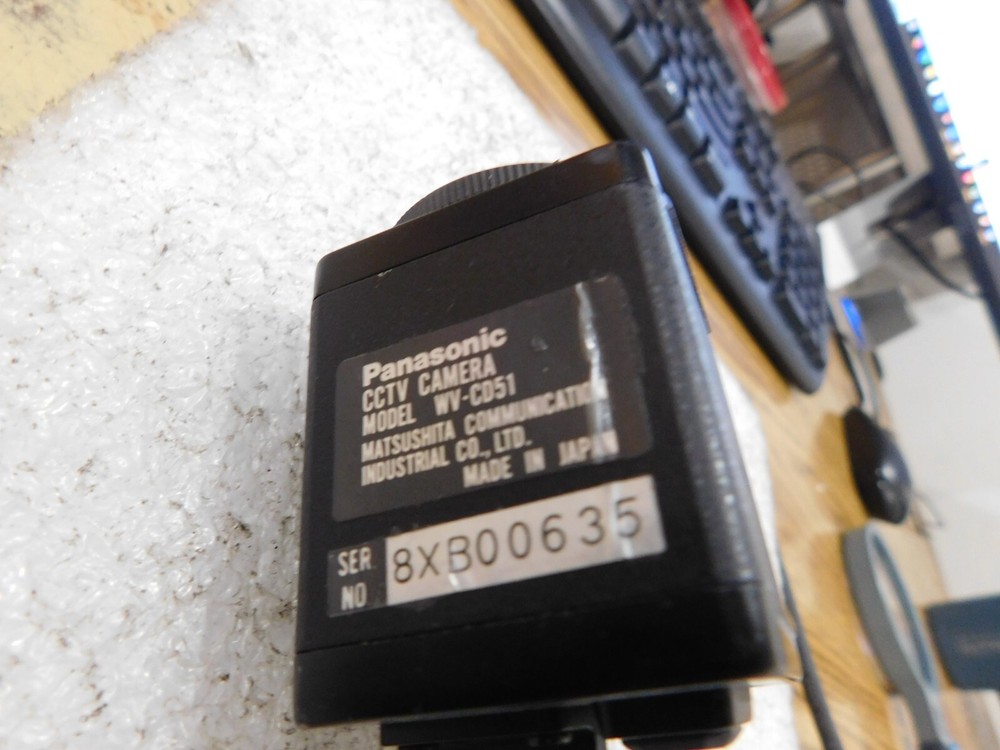 Panasonic
CCTV CAMERA
MODEL WV-CD51
MATSUSHITA COMMUNICATION
INDUSTRIAL CO., LTD.
MADE IN JAPAN
SER. 8XB00635
NO